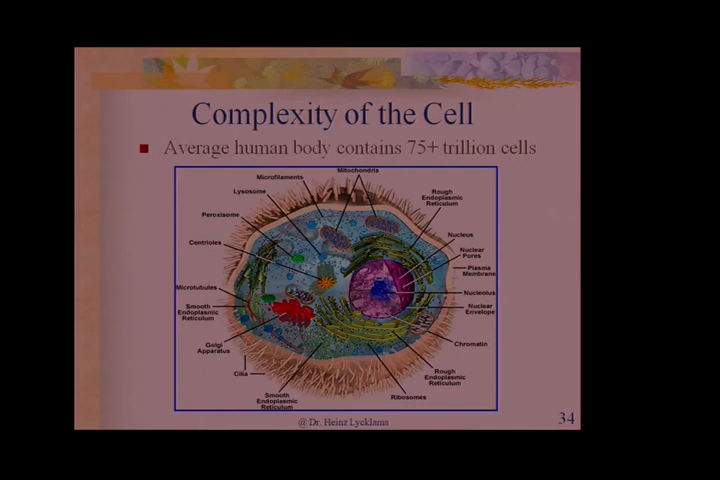 Complexity of the Cell
Average human body contains 75+ trillion cells
Mitochondria
Microfilaments
Lysosome
Rough
Endoplasmic
Reticulum
Peroxisome
Nucleus
Centrioles
Nuclear
Pores
Plasma
Membrane
Microtubules
Nucleolus
Smooth
Endoplasmic
Reticulum
Nuclear
Envelope
Golgi
Apparatus
Chromatin
Cilia
Rough
Endoplasmic
Reticulum
Smooth
Endoplasmic
Reticulum
Ribosomes
@ Dr. Heinz Lycklama
34